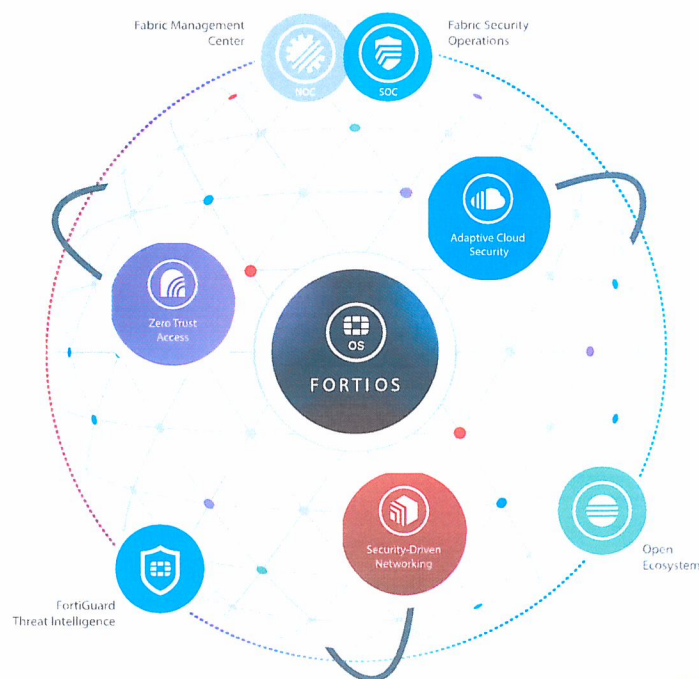 Fabric Management
Center
Fabric Security
Operations
NOC
SOC
Adaptive Cloud
Security
Zero Trust
Access
OS
FORTIOS
Security-Driven
Networking
Open
Ecosystem
FortiGuard
Threat Intelligence